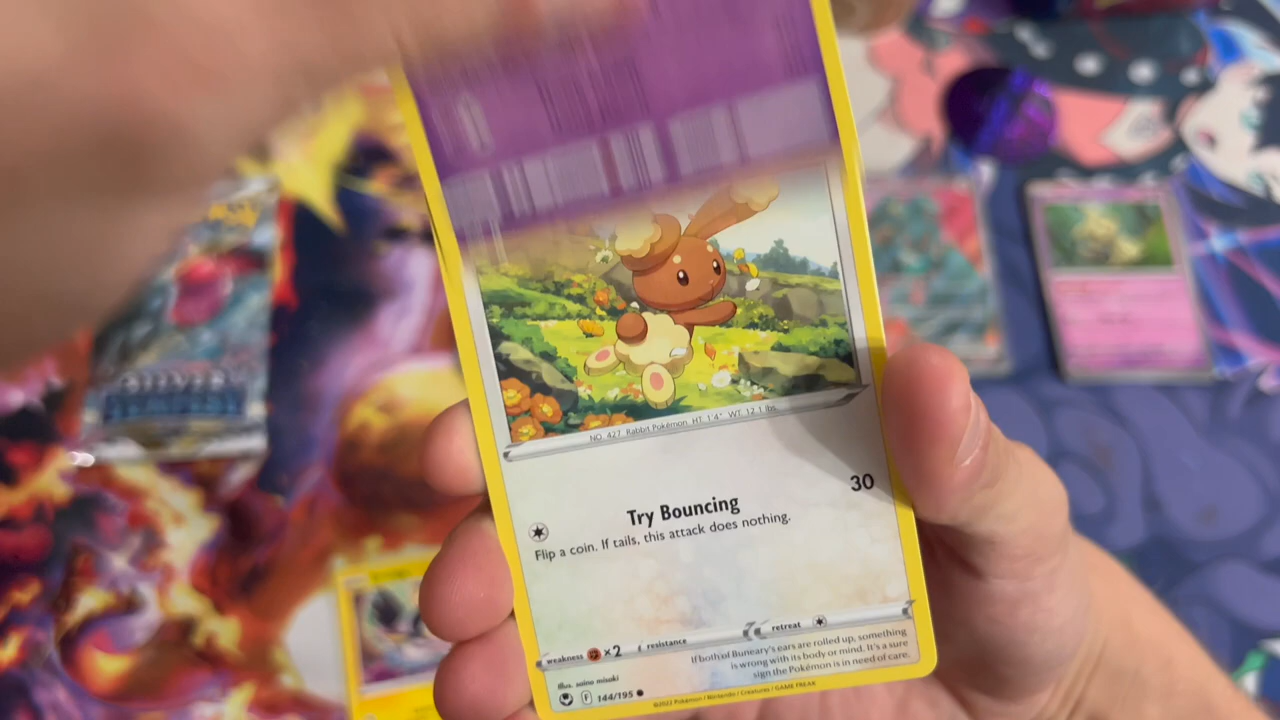 SILVER
TEMPEST
NO. 427 Rabbit Pokémon HT: 1'4" WT: 12.1 lbs.
Try Bouncing 30
Flip a coin. If tails, this attack does nothing.
weakness ×2 resistance retreat
If both of Buneary's ears are rolled up, something
is wrong with its body or mind. It's a sure
sign the Pokémon is in need of care.
Illus. saino misaki
F 144/195
©2022 Pokémon / Nintendo / Creatures / GAME FREAK